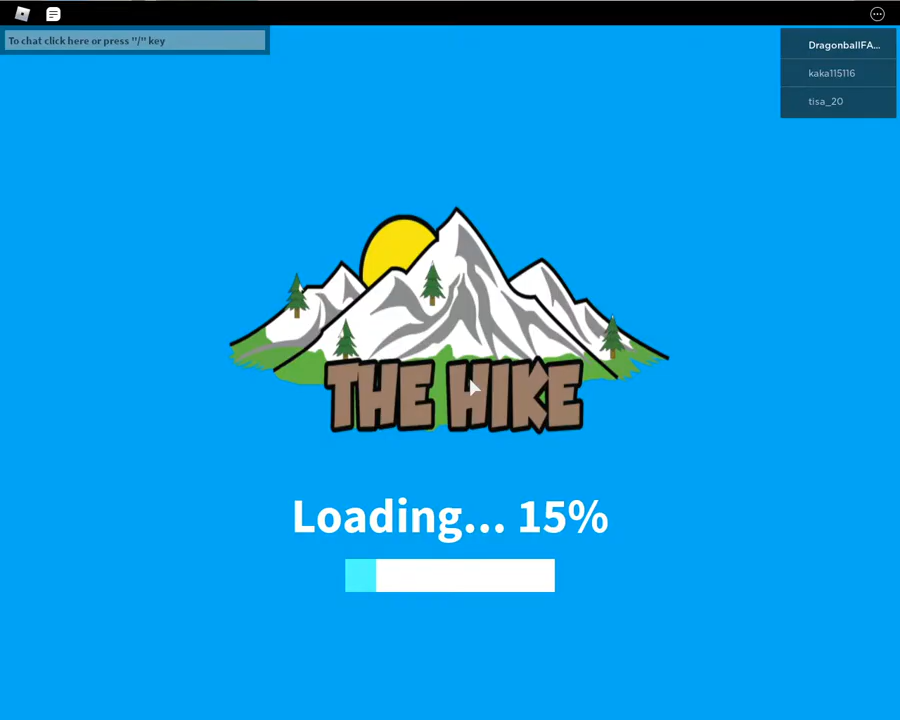 To chat click here or press "/" key
DragonballFA...
kaka115116
tisa_20
THE HIKE
Loading... 15%